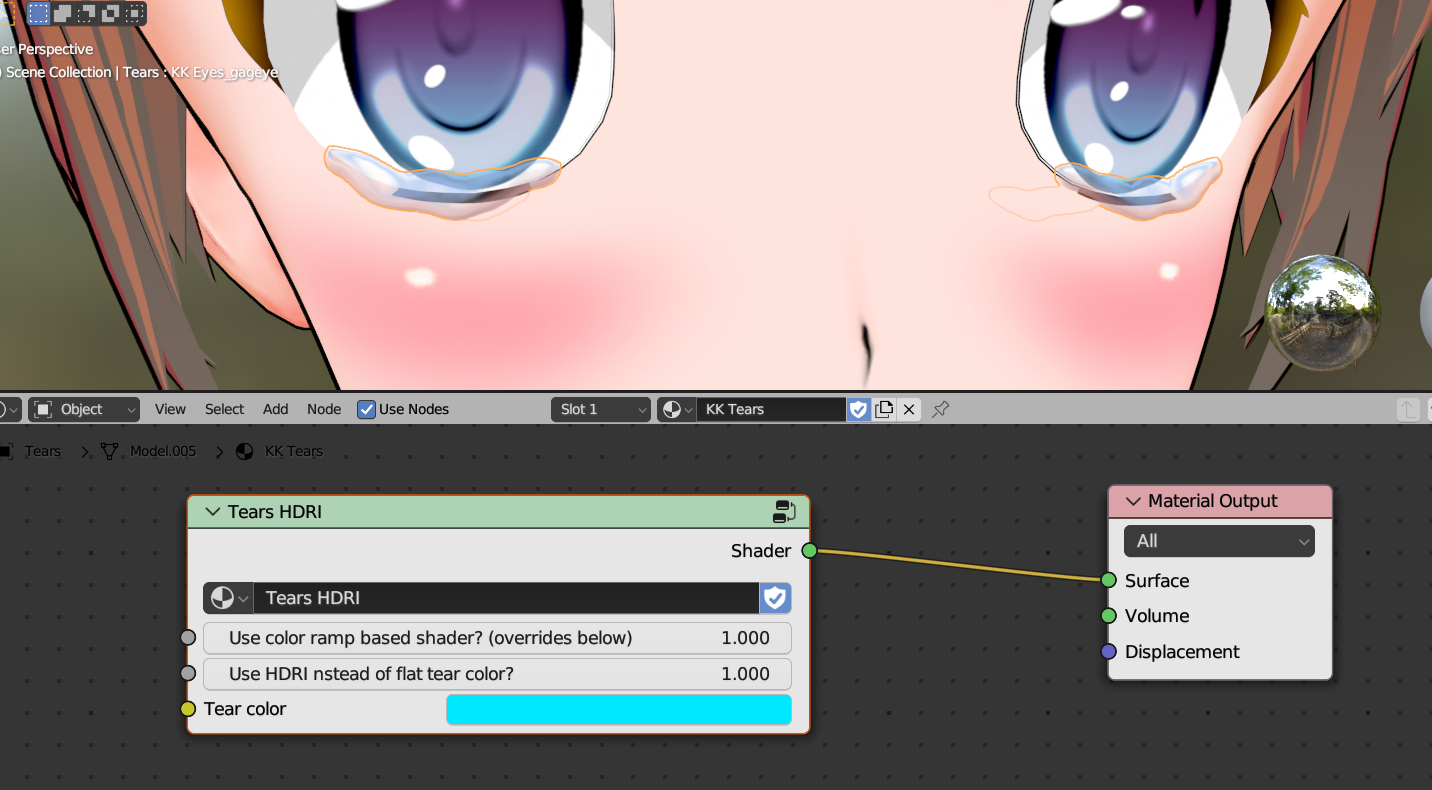 er Perspective
) Scene Collection | Tears : KK Eyes_gageye
Object View Select Add Node Use Nodes Slot 1 KK Tears
Tears Model.005 KK Tears
Tears HDRI
Shader
Tears HDRI
Use color ramp based shader? (overrides below) 1.000
Use HDRI nstead of flat tear color? 1.000
Tear color
Material Output
All
Surface
Volume
Displacement